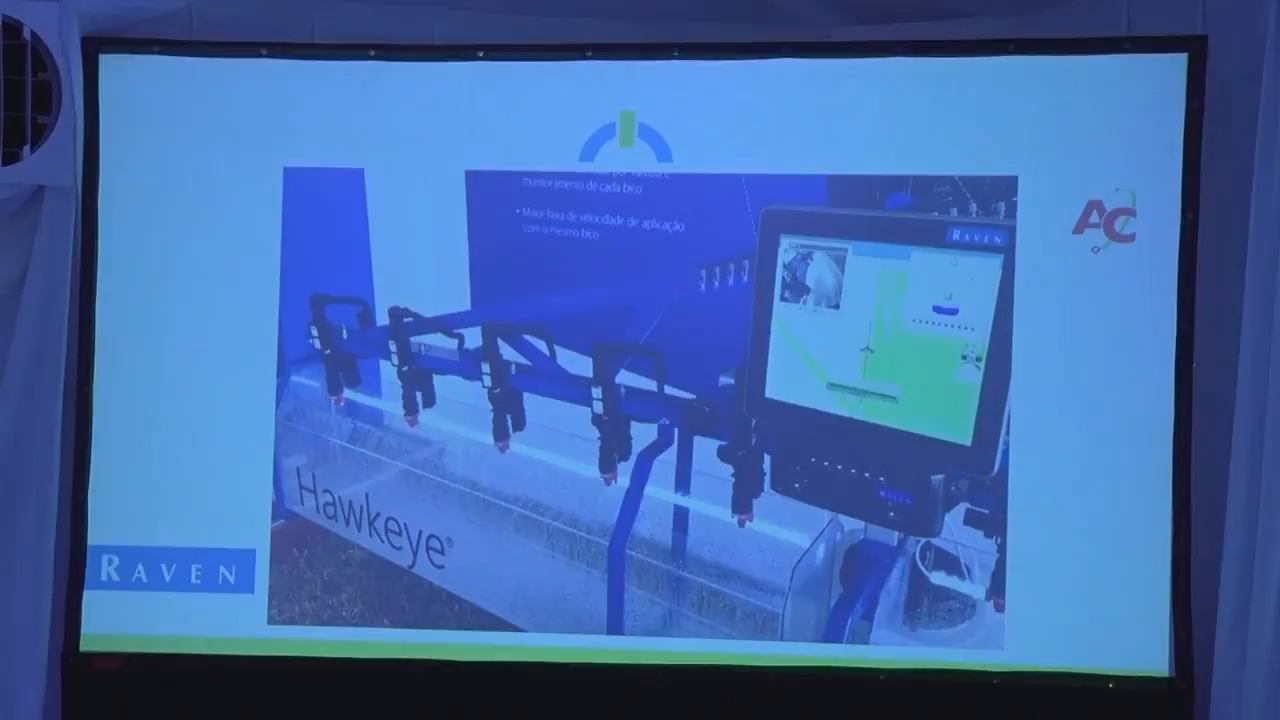 monitoramento de cada bico
• Maior faixa de velocidade de aplicação
com o mesmo bico
RAVEN
AC
Hawkeye®
RAVEN
RAVEN